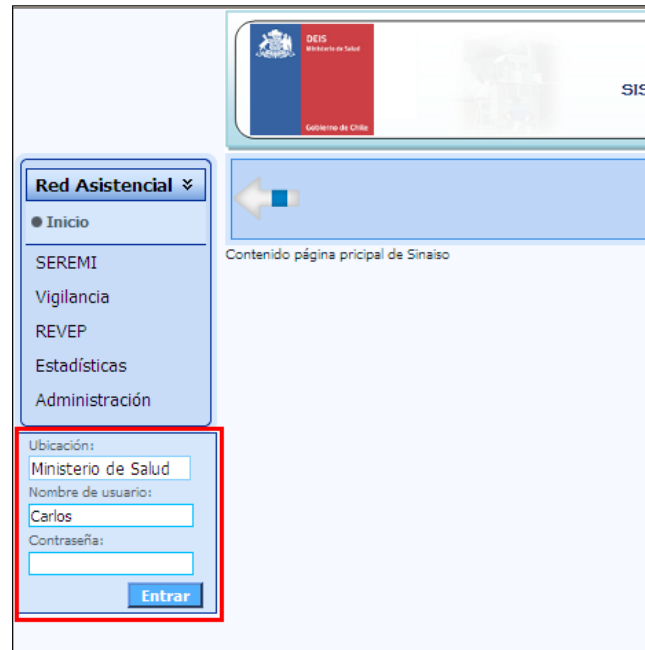 DEIS
Ministerio de Salud
Gobierno de Chile
SIS
Red Asistencial
Inicio
SEREMI
Vigilancia
REVEP
Estadísticas
Administración
Contenido página pricipal de Sinaiso
Ubicación:
Ministerio de Salud
Nombre de usuario:
Carlos
Contraseña:
Entrar